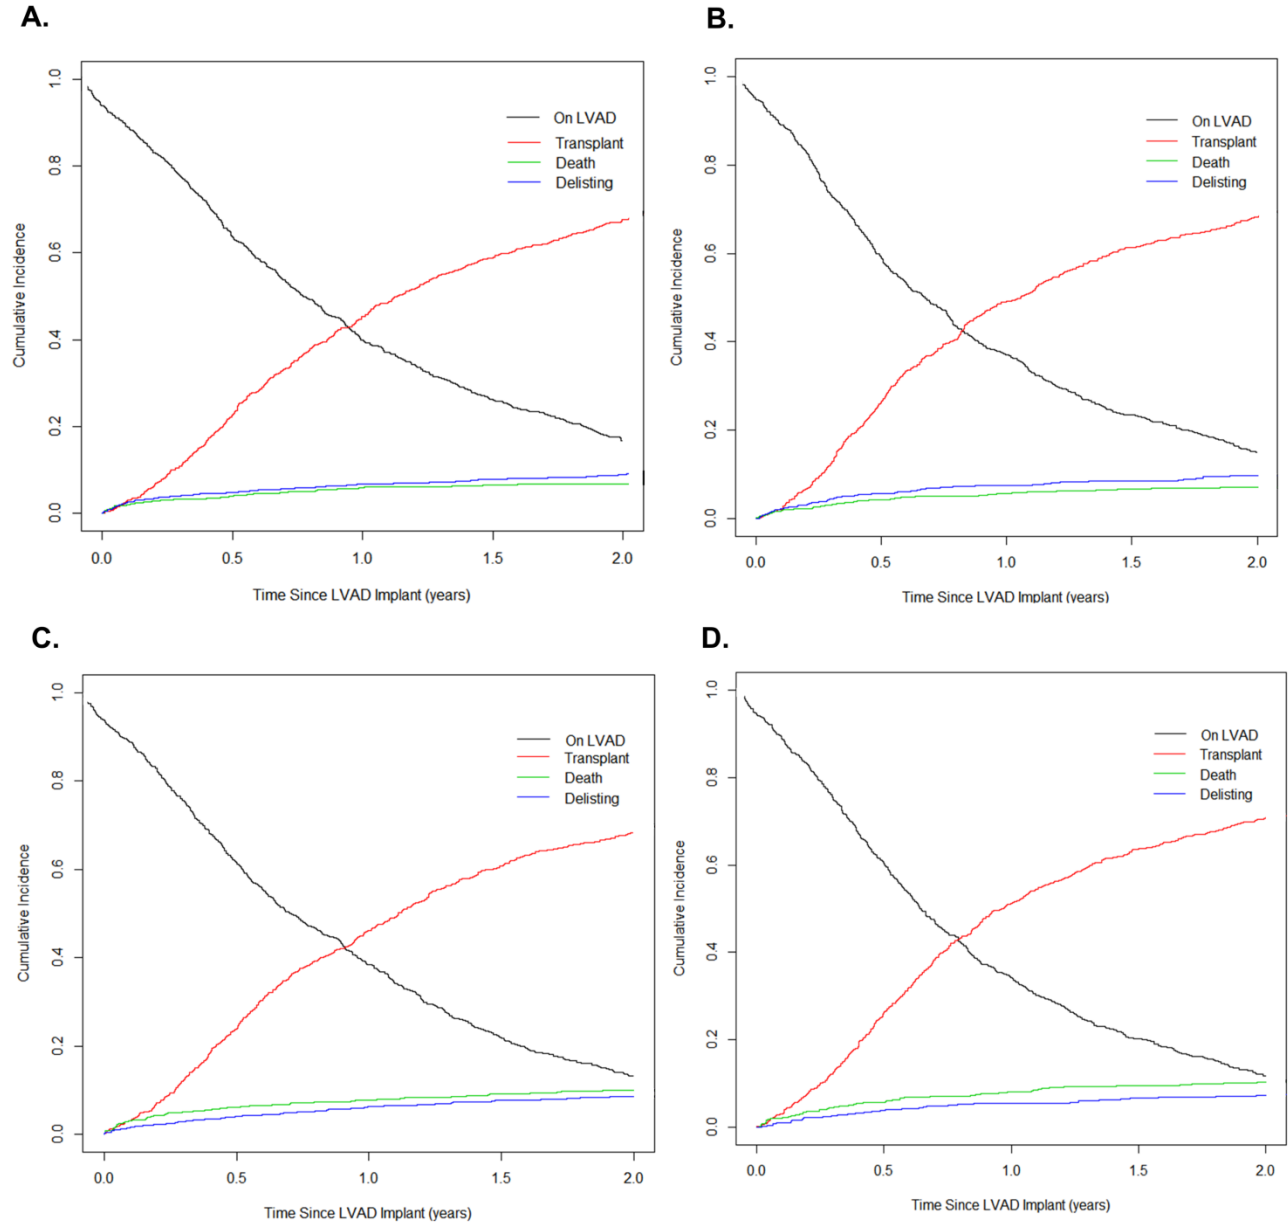 A.
1.0
0.8
0.6
0.4
0.2
0.0
Cumulative Incidence
On LVAD
Transplant
Death
Delisting
0.0 0.5 1.0 1.5 2.0
Time Since LVAD Implant (years)
B.
1.0
0.8
0.6
0.4
0.2
0.0
Cumulative Incidence
On LVAD
Transplant
Death
Delisting
0.0 0.5 1.0 1.5 2.0
Time Since LVAD Implant (years)
C.
1.0
0.8
0.6
0.4
0.2
0.0
Cumulative Incidence
On LVAD
Transplant
Death
Delisting
0.0 0.5 1.0 1.5 2.0
Time Since LVAD Implant (years)
D.
1.0
0.8
0.6
0.4
0.2
0.0
Cumulative Incidence
On LVAD
Transplant
Death
Delisting
0.0 0.5 1.0 1.5 2.0
Time Since LVAD Implant (years)